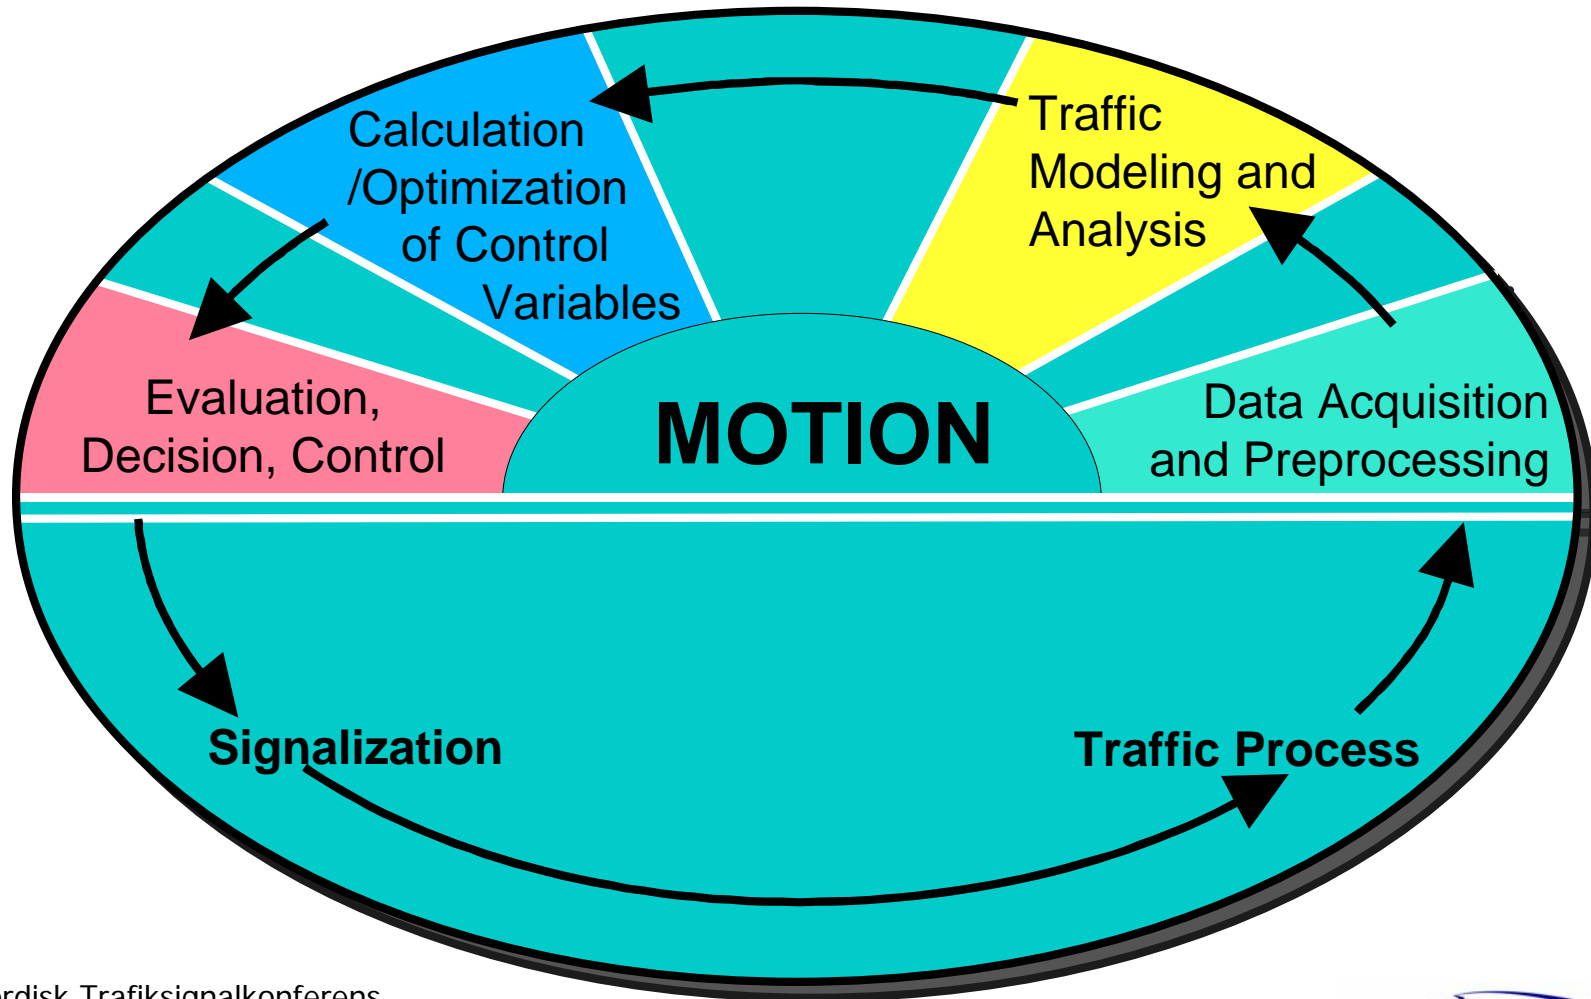 Calculation
/Optimization
of Control
Variables
Traffic
Modeling and
Analysis
Evaluation,
Decision, Control
MOTION
Data Acquisition
and Preprocessing
Signalization
Traffic Process
Trafiksignalkonferens